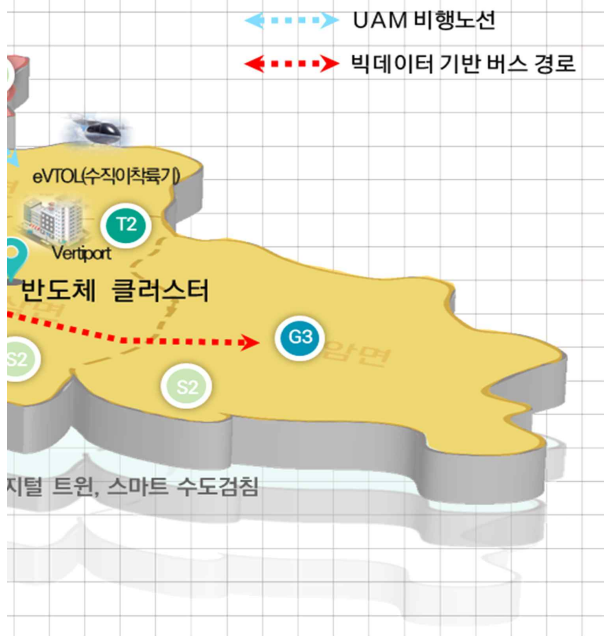 UAM 비행노선
빅데이터 기반 버스 경로
eVTOL(수직이착륙기)
T2
Vertiport
반도체 클러스터
G3
암면
S2
S2
지털 트윈, 스마트 수도검침